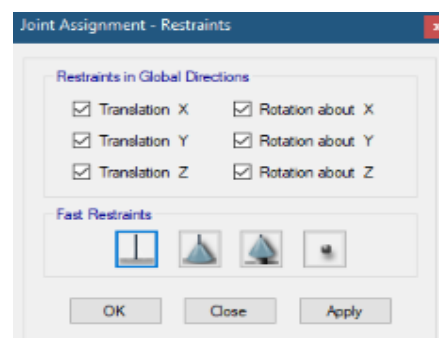 Joint Assignment - Restraints
Restraints in Global Directions
Translation X Rotation about X
Translation Y Rotation about Y
Translation Z Rotation about Z
Fast Restraints
OK Close Apply